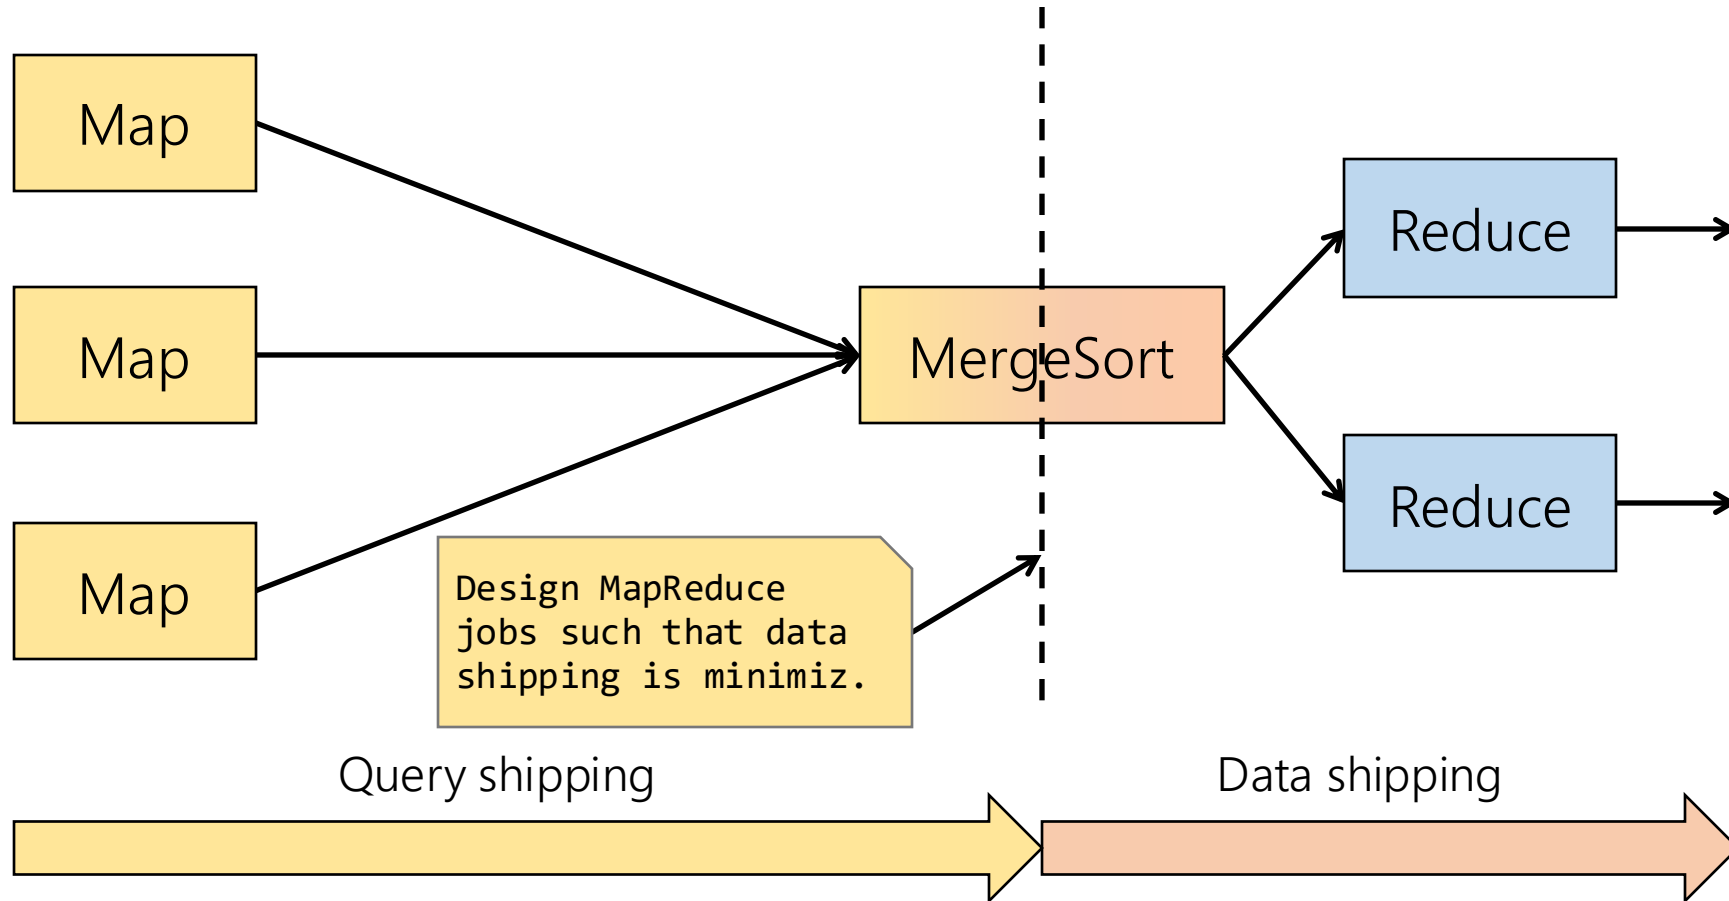 Map
Map
Map
MergeSort
Reduce
Reduce
Design MapReduce
jobs such that data
shipping is minimiz.
Query shipping
Data shipping